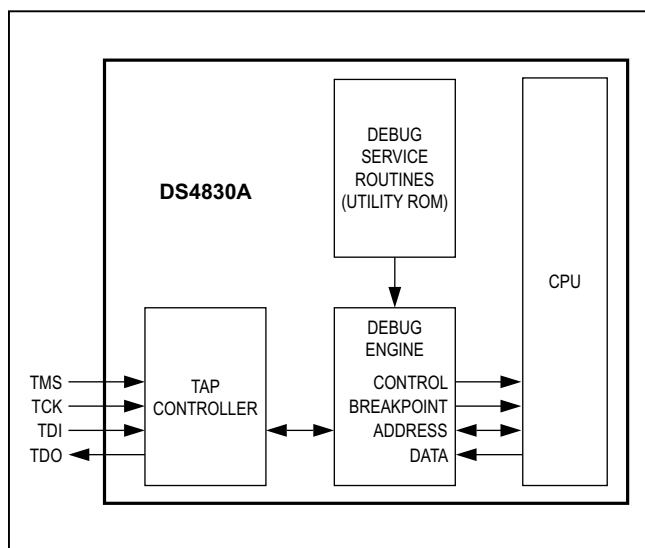 DEBUG
SERVICE
ROUTINES
(UTILITY ROM)
DS4830A
CPU
DEBUG
ENGINE
TMS
TCK
TDI
TDO
TAP
CONTROLLER
CONTROL
BREAKPOINT
ADDRESS
DATA